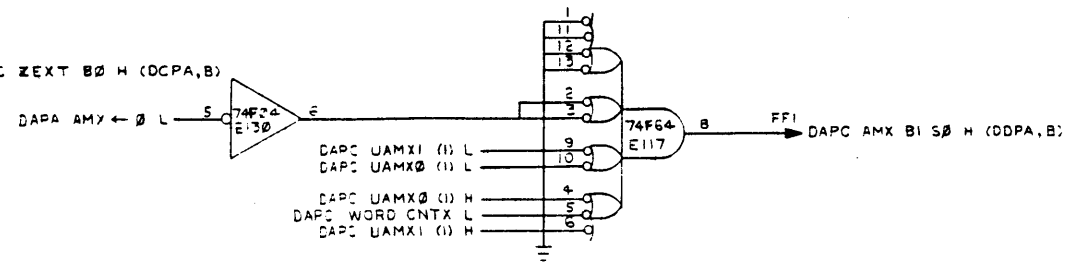 1
11
12
13
ZEXT BØ H (DCPA,B)
2
3
DAPA AMX ← Ø L
5
74F24
E130
6
74F64
E117
8
FF1
DAPC AMX B1 SØ H (DDPA,B)
DAPC UAMX1 (1) L
9
DAPC UAMXØ (1) L
10
DAPC UAMXØ (1) H
4
DAPC WORD CNTX L
5
DAPC UAMX1 (1) H
6